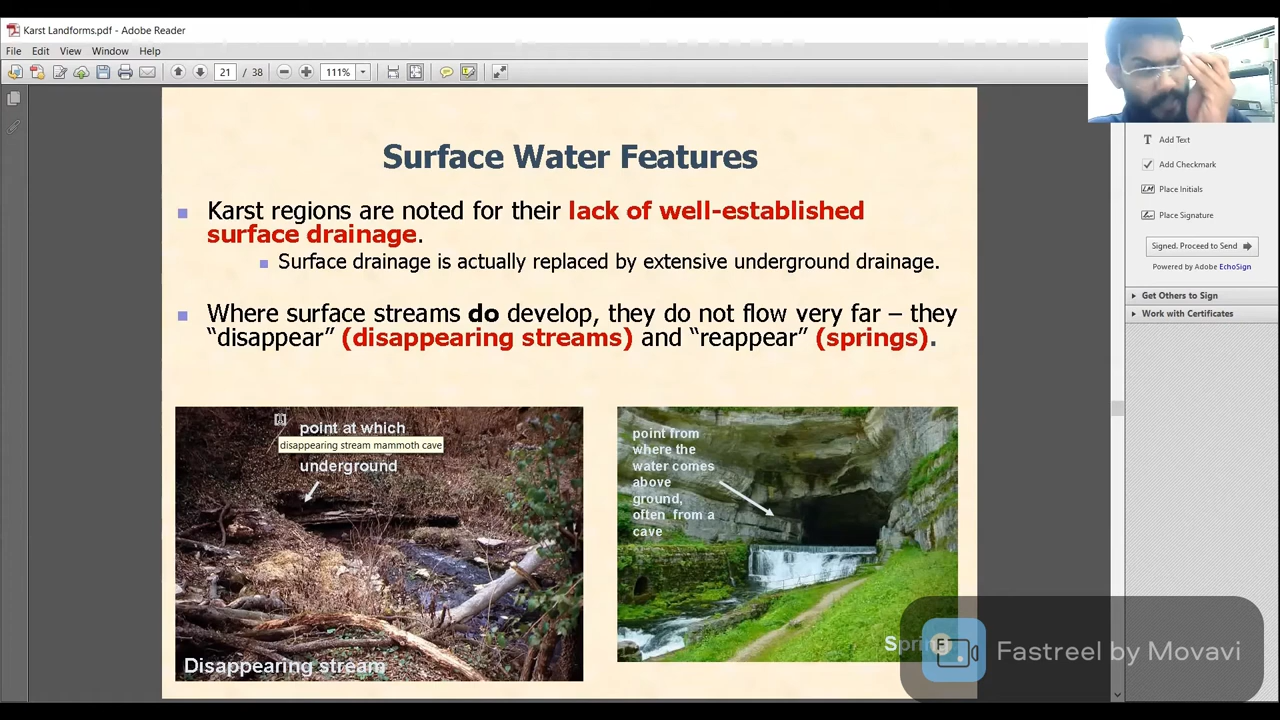 Karst Landforms.pdf - Adobe Reader
File Edit View Window Help
21 / 38 111%
Add Text
Add Checkmark
Place Initials
Place Signature
Signed. Proceed to Send
Powered by Adobe EchoSign
Get Others to Sign
Work with Certificates
Surface Water Features
Karst regions are noted for their lack of well-established
surface drainage.
Surface drainage is actually replaced by extensive underground drainage.
Where surface streams do develop, they do not flow very far – they
“disappear” (disappearing streams) and “reappear” (springs).
point at which
disappearing stream mammoth cave
underground
Disappearing stream
point from
where the
water comes
above
ground,
often from a
cave
Fastreel by Movavi